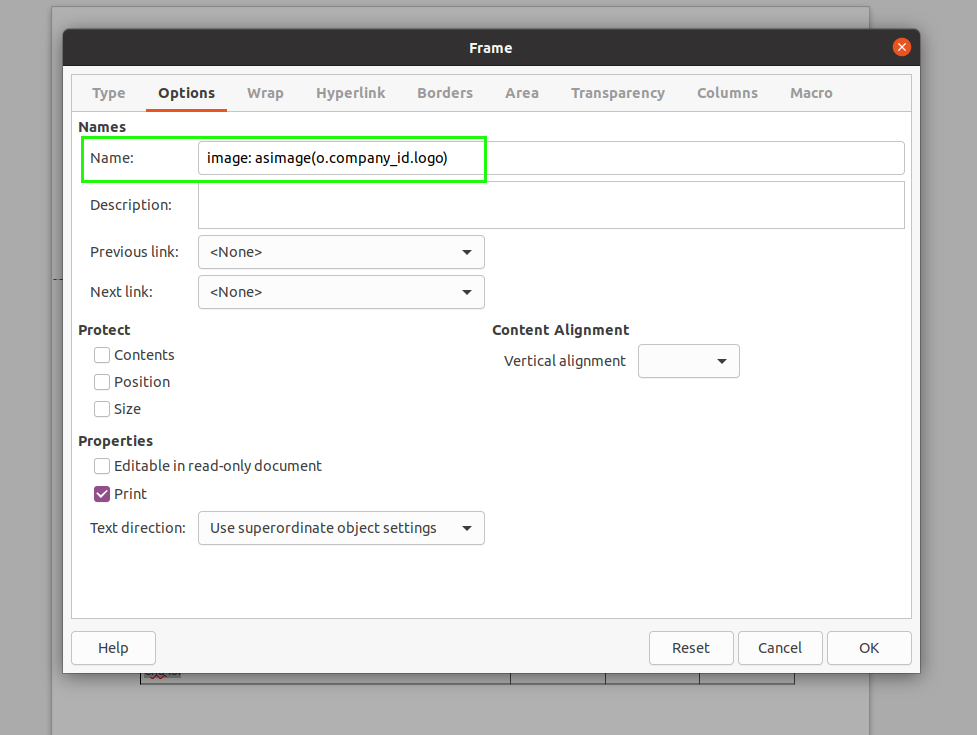 Frame
Type Options Wrap Hyperlink Borders Area Transparency Columns Macro
Names
Name: image: asimage(o.company_id.logo)
Description:
Previous link: <None>
Next link: <None>
Protect Content Alignment
Contents Vertical alignment
Position
Size
Properties
Editable in read-only document
Print
Text direction: Use superordinate object settings
Help Reset Cancel OK